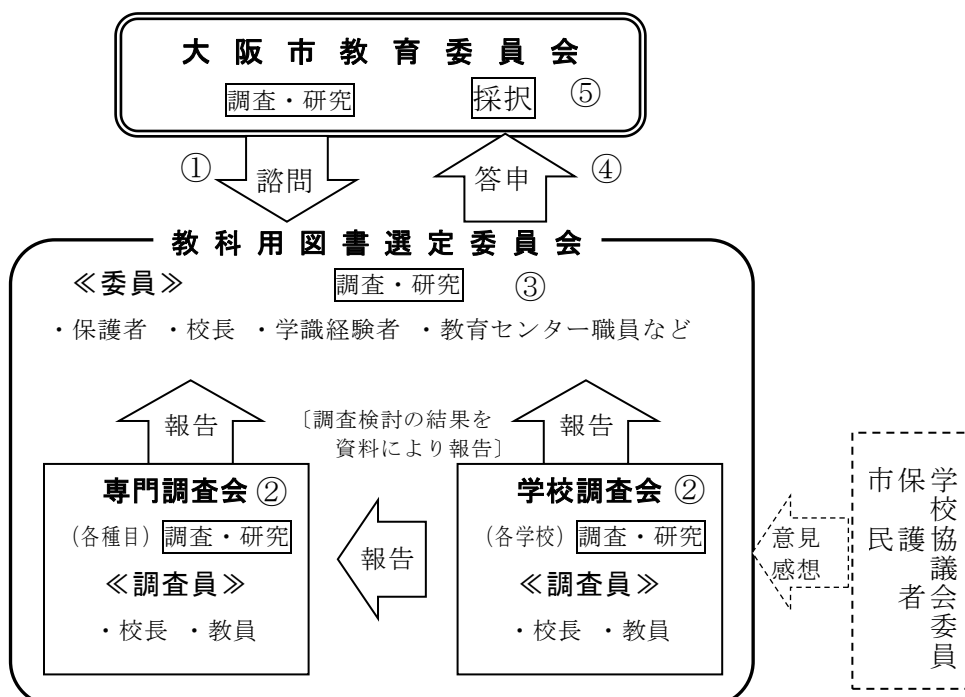 大阪市教育委員会
調査・研究 採択 ⑤
① 諮問 答申 ④
教科用図書選定委員会
≪委員≫ 調査・研究 ③
・保護者 ・校長 ・学識経験者 ・教育センター職員など
報告 〔調査検討の結果を 報告
資料により報告〕
専門調査会② 学校調査会②
(各種目) 調査・研究 (各学校) 調査・研究
≪調査員≫ 報告 ≪調査員≫
・校長 ・教員 ・校長 ・教員
意見
感想
学校協議会委員
保護者
市民